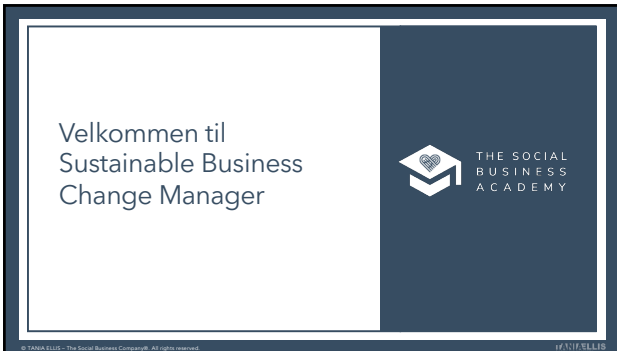 Velkommen til
Sustainable Business
Change Manager
THE SOCIAL
BUSINESS
ACADEMY
© TANIA ELLIS – The Social Business Company®. All rights reserved.
TANIAELLIS